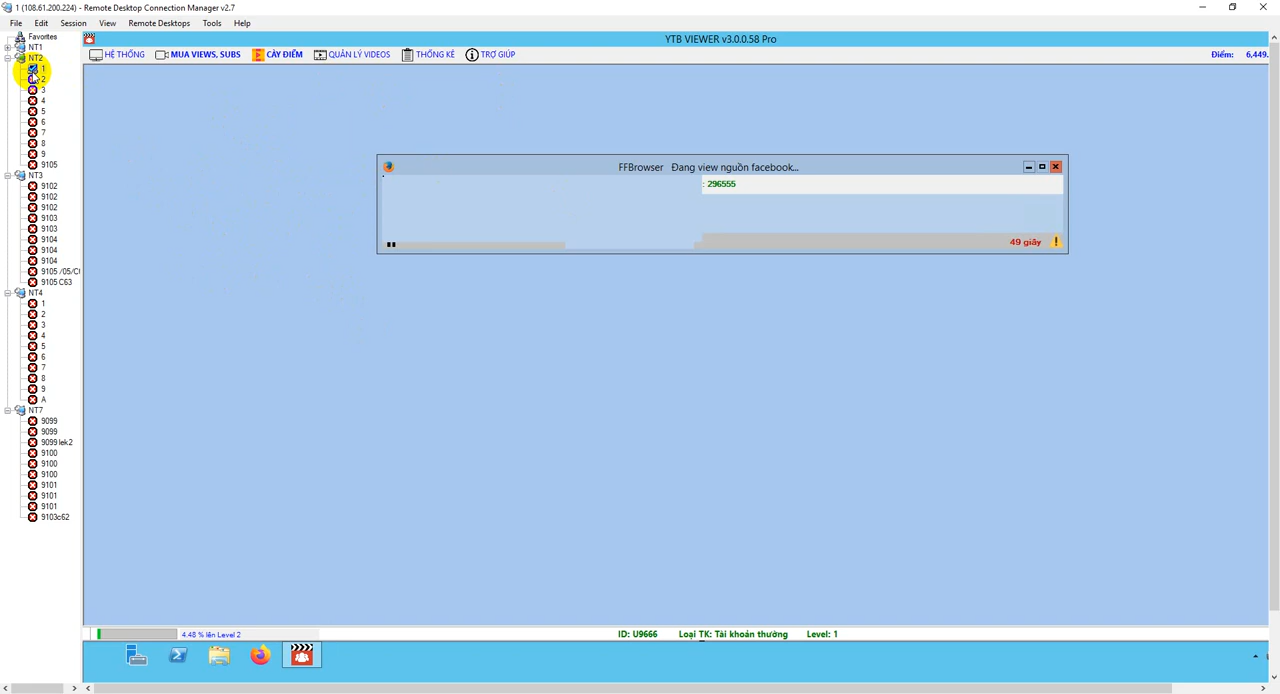 1 (108.61.200.224) - Remote Desktop Connection Manager v2.7
File Edit Session View Remote Desktops Tools Help
Favorites
NT1
NT2
1
2
3
4
5
6
7
8
9
9105
NT3
9102
9102
9102
9103
9103
9104
9104
9104
9105 /05/C
9105 C63
NT4
1
2
3
4
5
6
7
8
9
A
NT7
9099
9099
9099 lek2
9100
9100
9100
9101
9101
9101
9103c62
YTB VIEWER v3.0.0.58 Pro
HỆ THỐNG MUA VIEWS, SUBS CÀY ĐIỂM QUẢN LÝ VIDEOS THỐNG KÊ TRỢ GIÚP Điểm: 6,449.
FFBrowser Đang view nguồn facebook...
: 296555
49 giây
4.48 % lên Level 2 ID: U9666 Loại TK: Tài khoản thường Level: 1